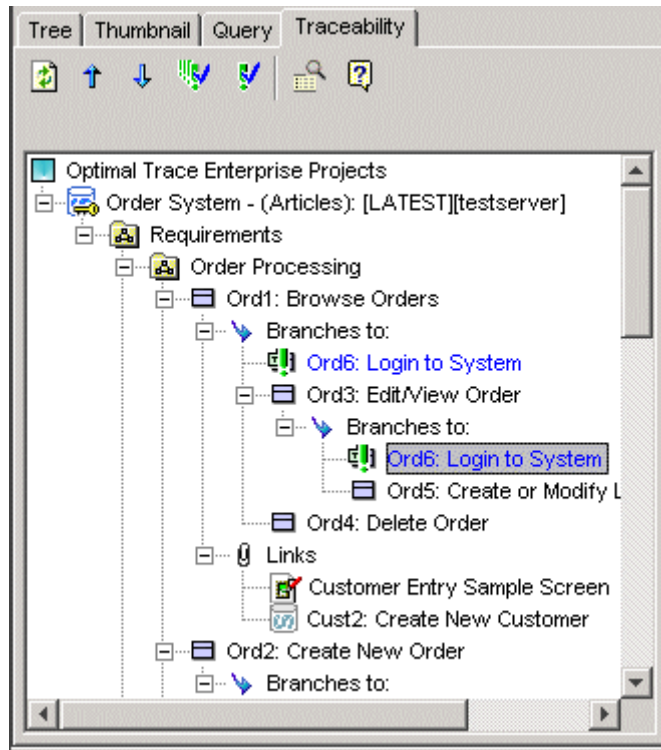 Tree Thumbnail Query Traceability
Optimal Trace Enterprise Projects
Order System - (Articles): [LATEST][testserver]
Requirements
Order Processing
Ord1: Browse Orders
Branches to:
Ord6: Login to System
Ord3: Edit/View Order
Branches to:
Ord6: Login to System
Ord5: Create or Modify L
Ord4: Delete Order
Links
Customer Entry Sample Screen
Cust2: Create New Customer
Ord2: Create New Order
Branches to: